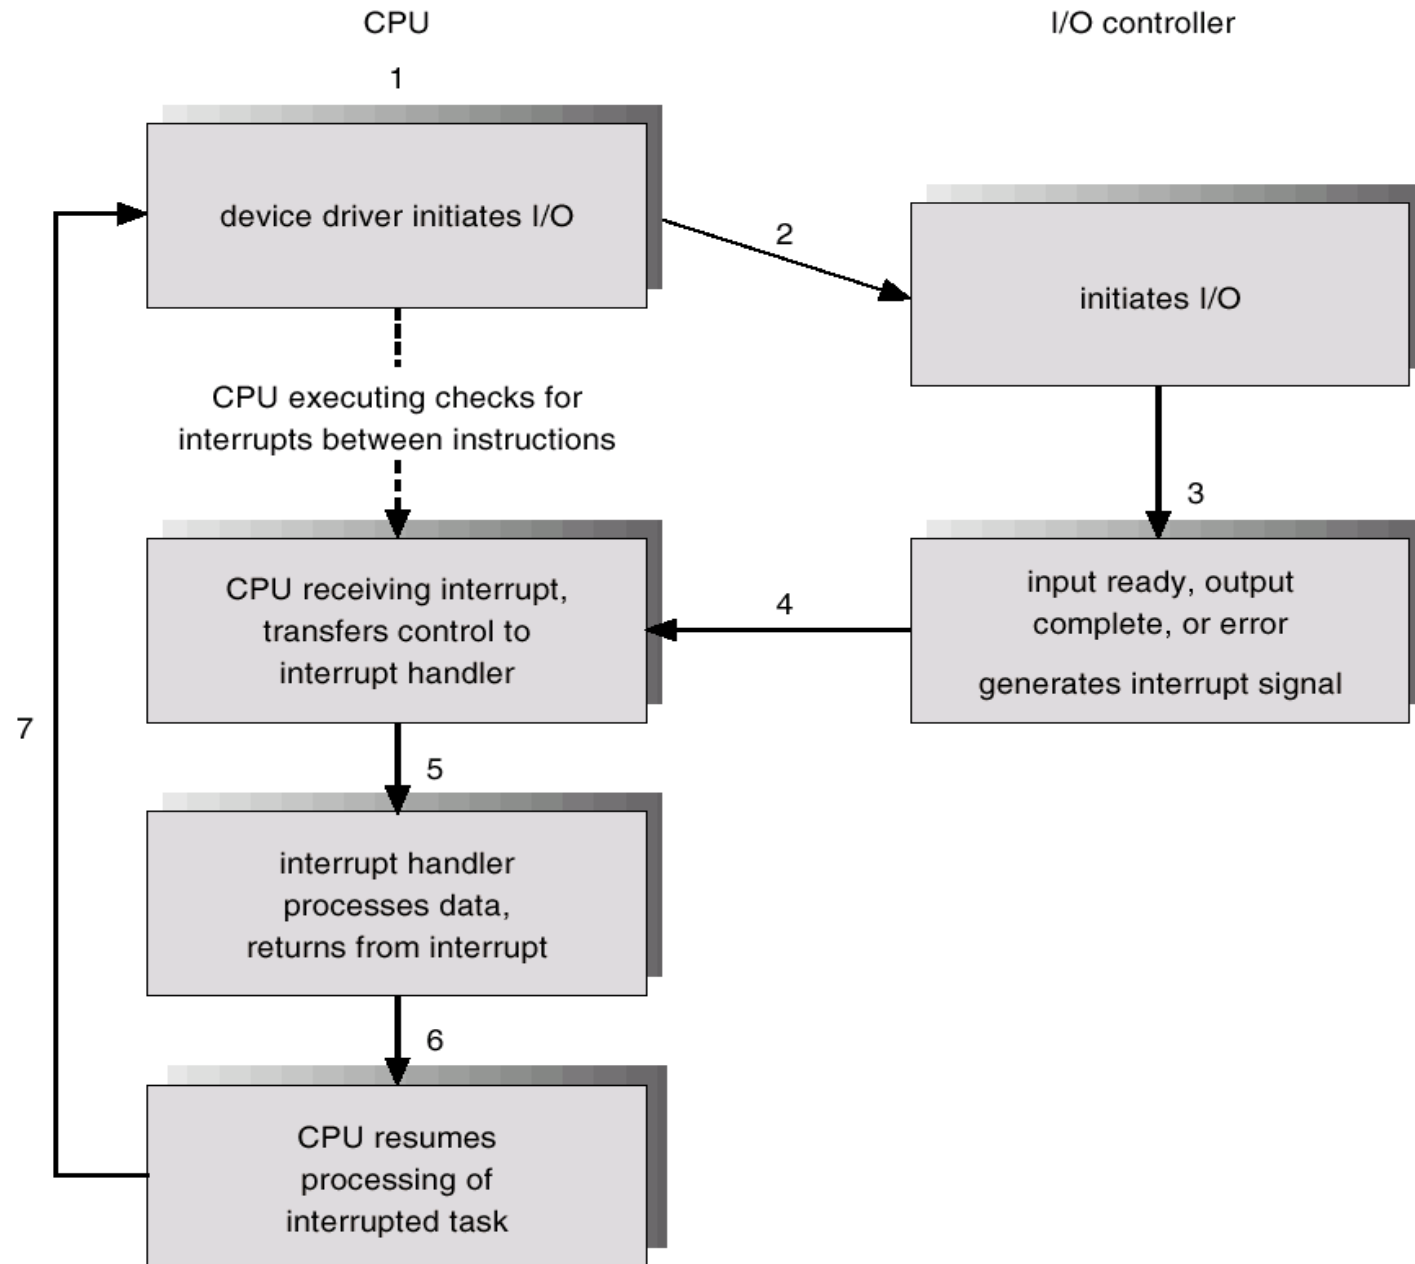 CPU
I/O controller
1
device driver initiates I/O
2
initiates I/O
CPU executing checks for
interrupts between instructions
3
CPU receiving interrupt,
transfers control to
interrupt handler
4
input ready, output
complete, or error
generates interrupt signal
7
5
interrupt handler
processes data,
returns from interrupt
6
CPU resumes
processing of
interrupted task